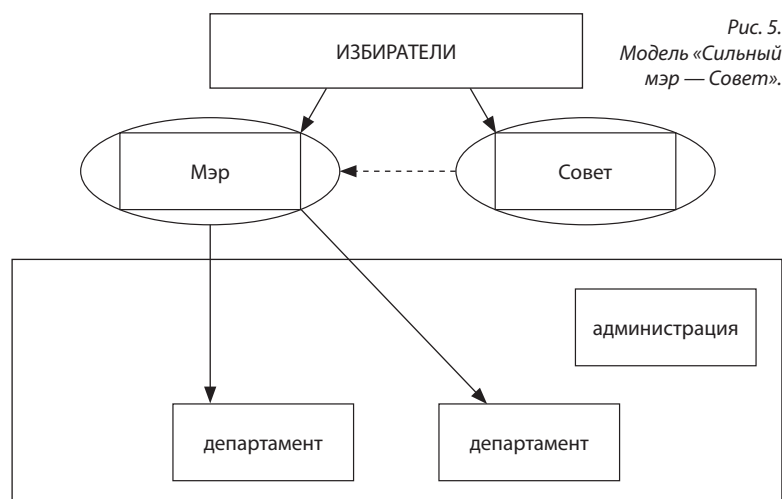 Рис. 5.
Модель «Сильный
мэр — Совет».
ИЗБИРАТЕЛИ
Мэр
Совет
администрация
департамент
департамент